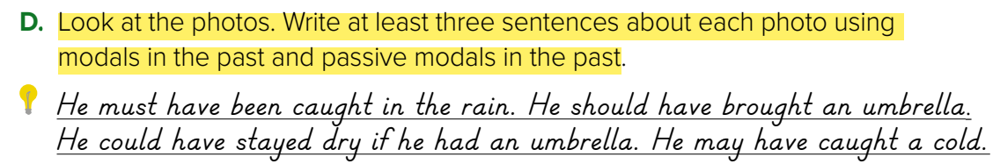 D. Look at the photos. Write at least three sentences about each photo using
modals in the past and passive modals in the past.
He must have been caught in the rain. He should have brought an umbrella.
He could have stayed dry if he had an umbrella. He may have caught a cold.